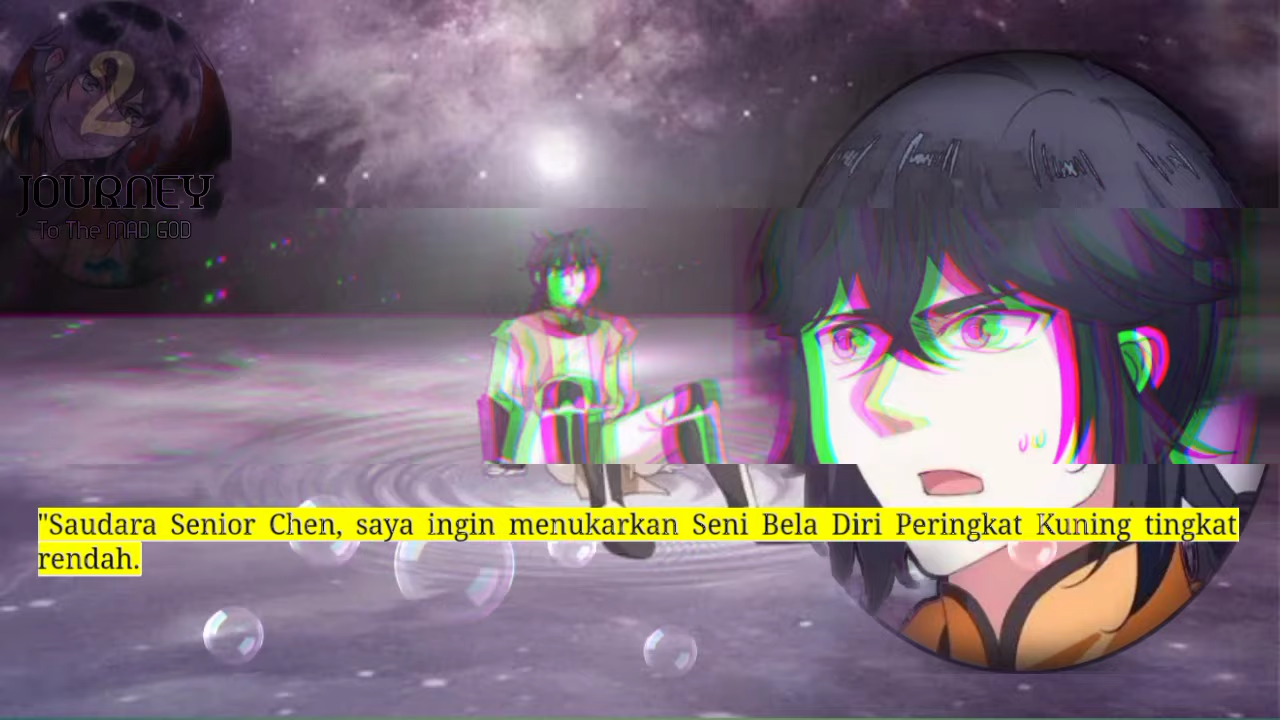 2
JOURNEY
To The MAD GOD
"Saudara Senior Chen, saya ingin menukarkan Seni Bela Diri Peringkat Kuning tingkat
rendah.